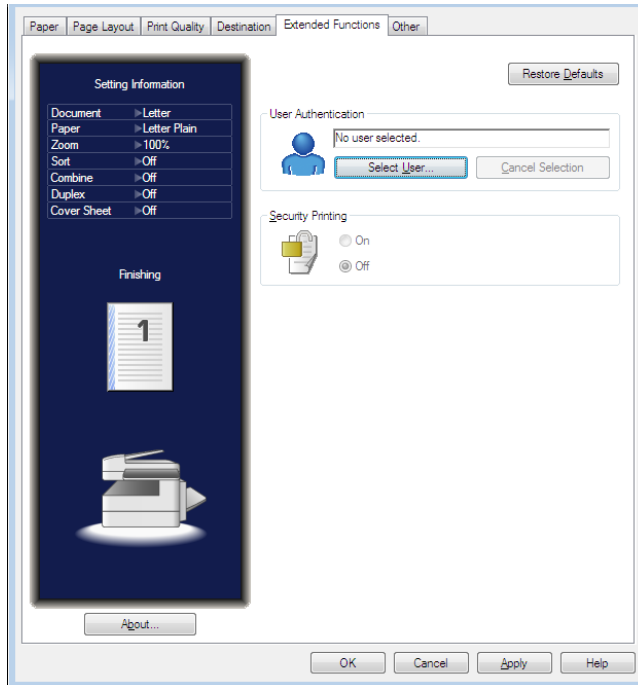 Paper Page Layout Print Quality Destination Extended Functions Other
Setting Information
Document ▶Letter
Paper ▶Letter Plain
Zoom ▶100%
Sort ▶Off
Combine ▶Off
Duplex ▶Off
Cover Sheet ▶Off
Finishing
1
About...
Restore Defaults
User Authentication
No user selected.
Select User... Cancel Selection
Security Printing
On
Off
OK Cancel Apply Help